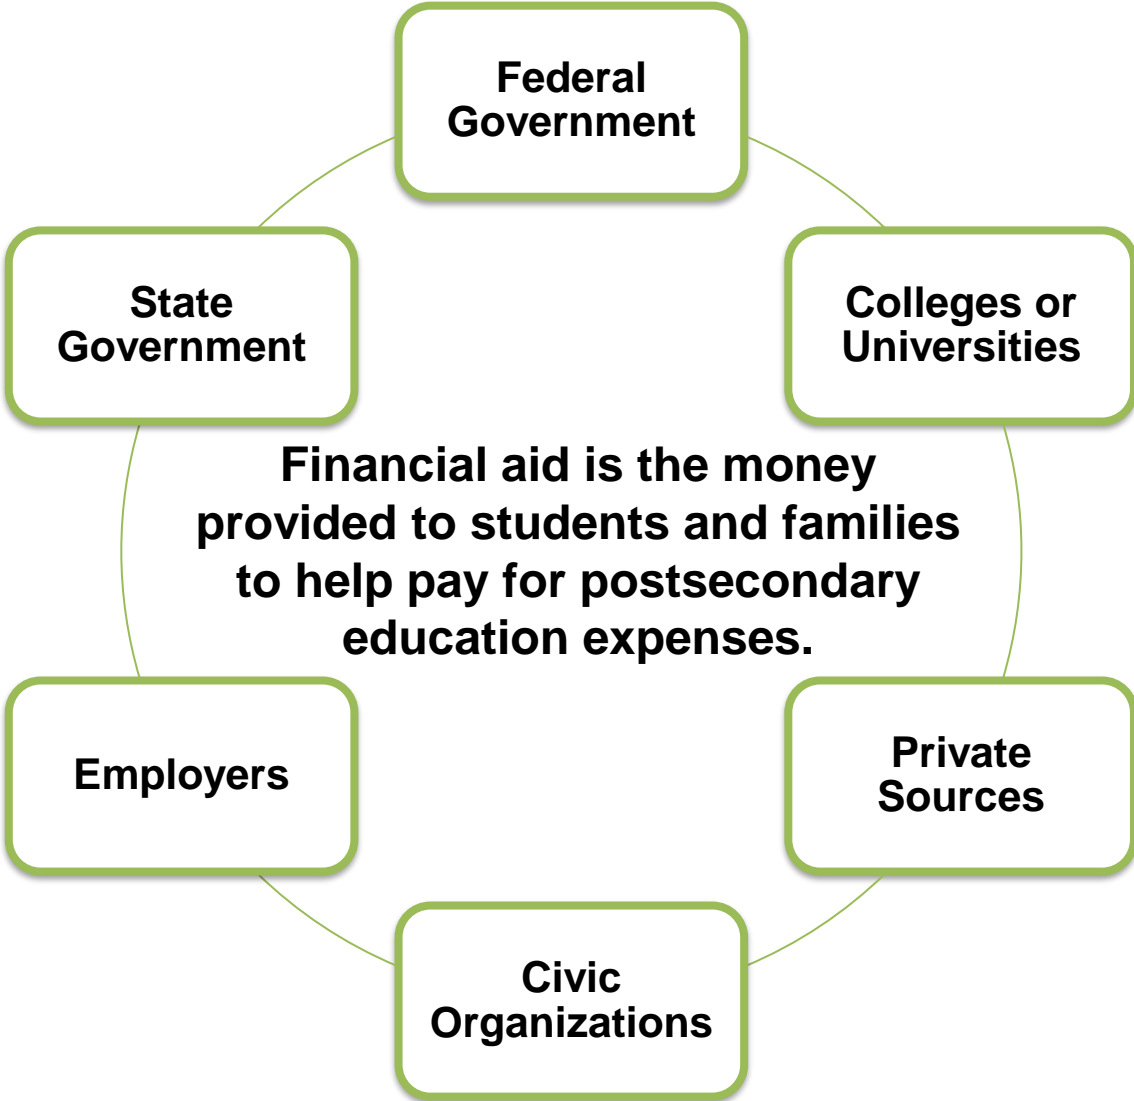 Federal
Government
State
Government
Colleges or
Universities
Financial aid is the money
provided to students and families
to help pay for postsecondary
education expenses.
Employers
Private
Sources
Civic
Organizations